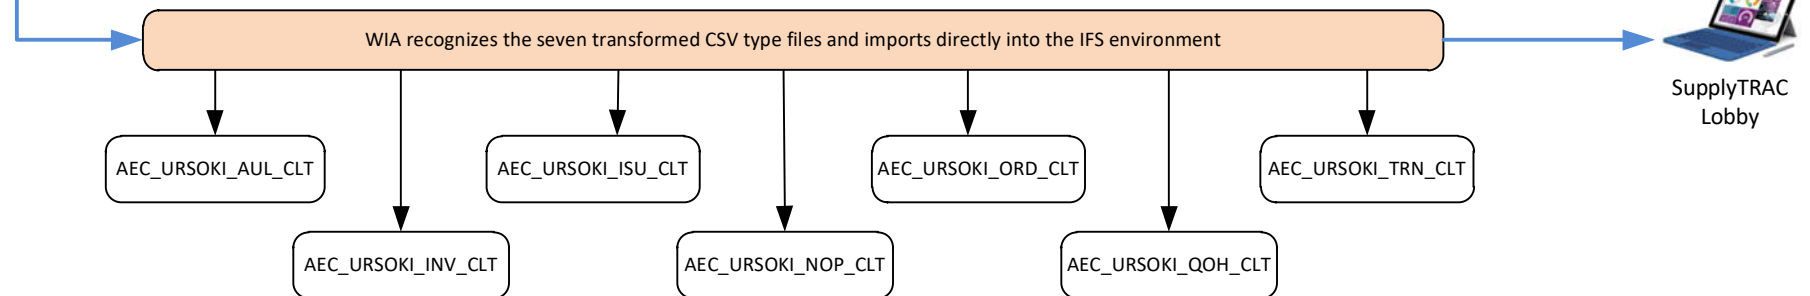 WIA recognizes the seven transformed CSV type files and imports directly into the IFS environment
SupplyTRAC
Lobby
AEC_URSOKI_AUL_CLT
AEC_URSOKI_ISU_CLT
AEC_URSOKI_ORD_CLT
AEC_URSOKI_TRN_CLT
AEC_URSOKI_INV_CLT
AEC_URSOKI_NOP_CLT
AEC_URSOKI_QOH_CLT